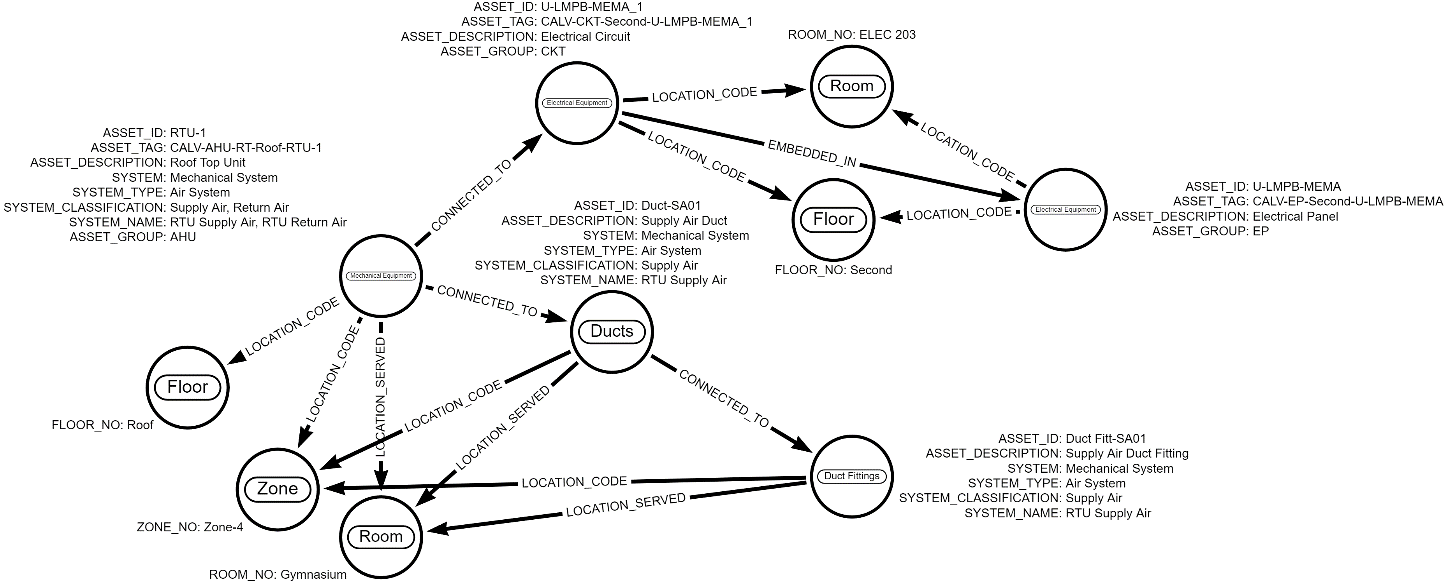 ASSET_ID: U-LMPB-MEMA_1
ASSET_TAG: CALV-CKT-Second-U-LMPB-MEMA_1
ASSET_DESCRIPTION: Electrical Circuit
ASSET_GROUP: CKT
ROOM_NO: ELEC 203
Electrical Equipment
LOCATION_CODE
Room
ASSET_ID: RTU-1
ASSET_TAG: CALV-AHU-RT-Roof-RTU-1
ASSET_DESCRIPTION: Roof Top Unit
SYSTEM: Mechanical System
SYSTEM_TYPE: Air System
SYSTEM_CLASSIFICATION: Supply Air, Return Air
SYSTEM_NAME: RTU Supply Air, RTU Return Air
ASSET_GROUP: AHU
CONNECTED_TO
LOCATION_CODE
EMBEDDED_IN
LOCATION_CODE
ASSET_ID: Duct-SA01
ASSET_DESCRIPTION: Supply Air Duct
SYSTEM: Mechanical System
SYSTEM_TYPE: Air System
SYSTEM_CLASSIFICATION: Supply Air
SYSTEM_NAME: RTU Supply Air
Floor
LOCATION_CODE
Electrical Equipment
FLOOR_NO: Second
ASSET_ID: U-LMPB-MEMA
ASSET_TAG: CALV-EP-Second-U-LMPB-MEMA
ASSET_DESCRIPTION: Electrical Panel
ASSET_GROUP: EP
Mechanical Equipment
CONNECTED_TO
Ducts
LOCATION_CODE
LOCATION_CODE
LOCATION_SERVED
LOCATION_CODE
LOCATION_SERVED
CONNECTED_TO
Floor
FLOOR_NO: Roof
ASSET_ID: Duct Fitt-SA01
ASSET_DESCRIPTION: Supply Air Duct Fitting
SYSTEM: Mechanical System
SYSTEM_TYPE: Air System
SYSTEM_CLASSIFICATION: Supply Air
SYSTEM_NAME: RTU Supply Air
Duct Fittings
Zone
LOCATION_CODE
LOCATION_SERVED
ZONE_NO: Zone-4
Room
ROOM_NO: Gymnasium